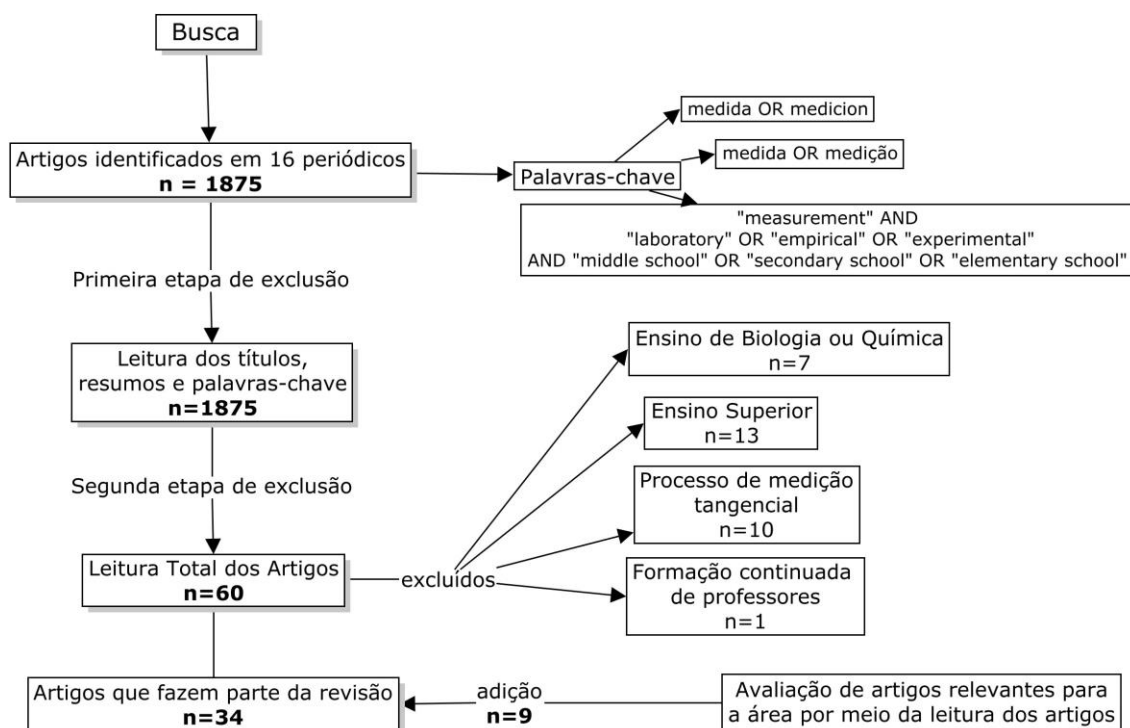 Busca
Artigos identificados em 16 periódicos
n = 1875
Palavras-chave
medida OR medicion
medida OR medição
"measurement" AND
"laboratory" OR "empirical" OR "experimental"
AND "middle school" OR "secondary school" OR "elementary school"
Primeira etapa de exclusão
Leitura dos títulos,
resumos e palavras-chave
n=1875
Segunda etapa de exclusão
Leitura Total dos Artigos
n=60
excluídos
Ensino de Biologia ou Química
n=7
Ensino Superior
n=13
Processo de medição
tangencial
n=10
Formação continuada
de professores
n=1
Artigos que fazem parte da revisão
n=34
adição
n=9
Avaliação de artigos relevantes para
a área por meio da leitura dos artigos